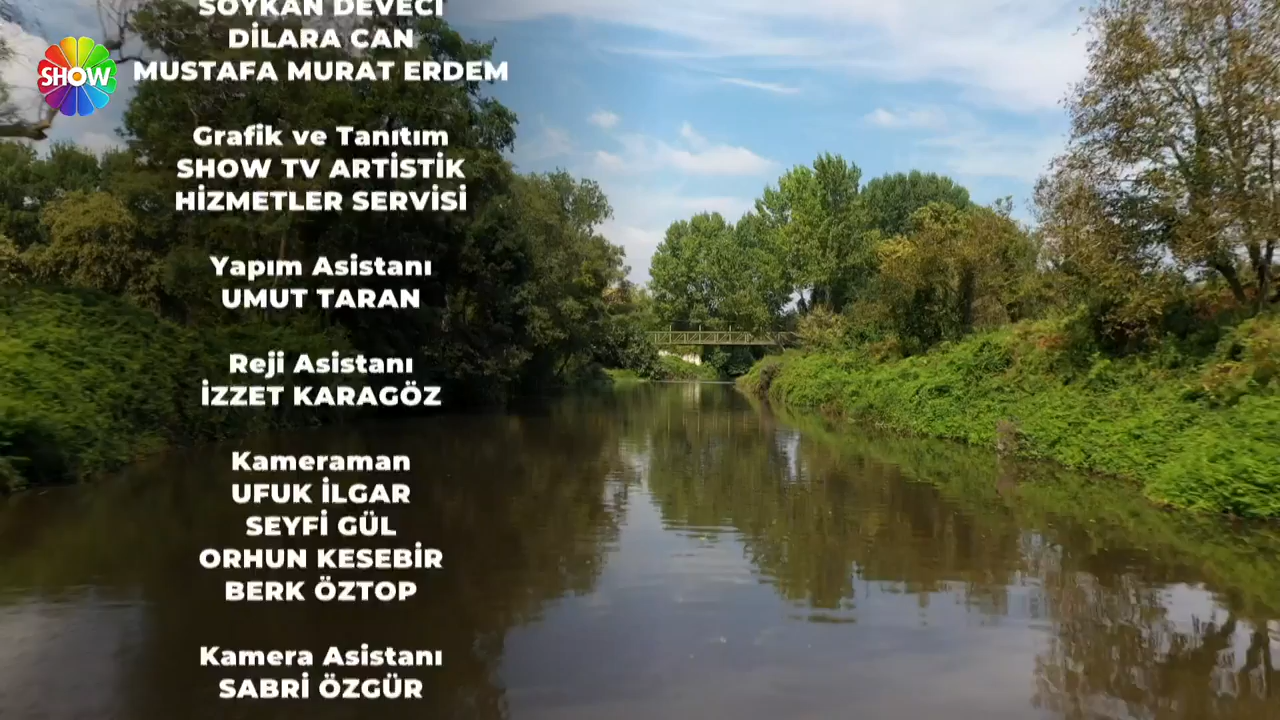 SOYKAN DEVECİ
DİLARA CAN
SHOW
MUSTAFA MURAT ERDEM
Grafik ve Tanıtım
SHOW TV ARTİSTİK
HİZMETLER SERVİSİ
Yapım Asistanı
UMUT TARAN
Reji Asistanı
İZZET KARAGÖZ
Kameraman
UFUK İLGAR
SEYFİ GÜL
ORHUN KESEBİR
BERK ÖZTOP
Kamera Asistanı
SABRİ ÖZGÜR